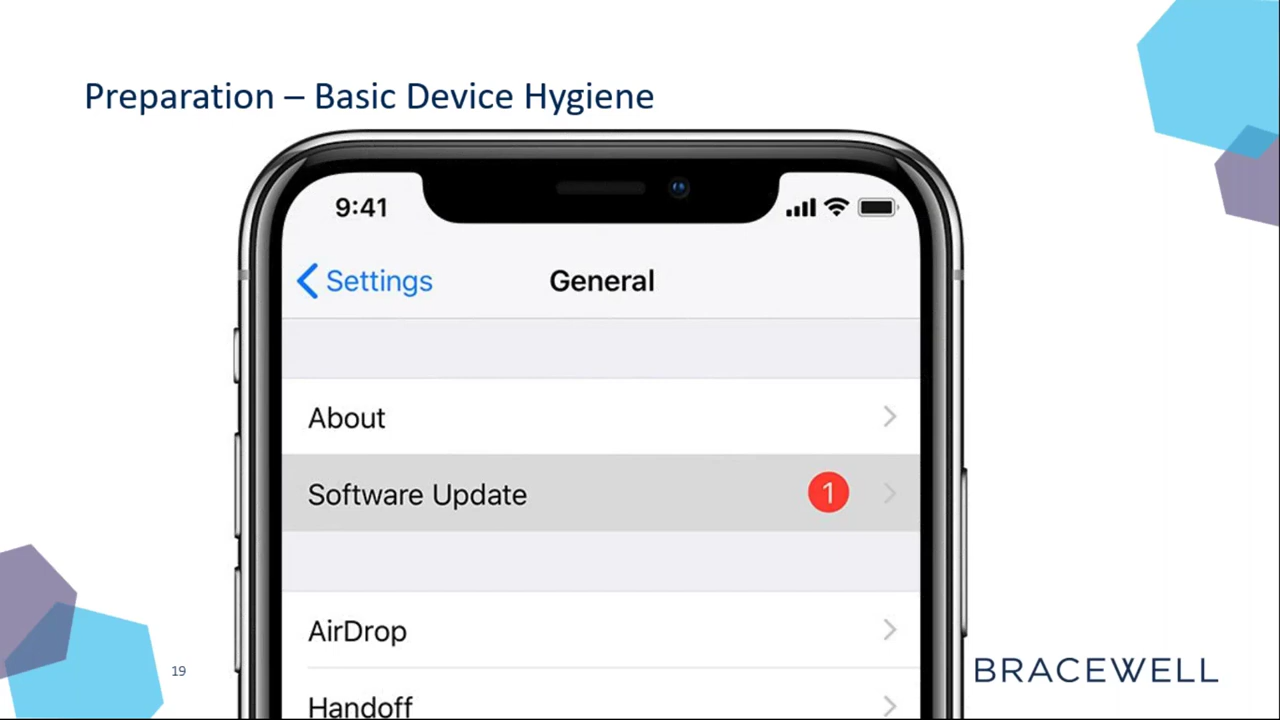 Preparation – Basic Device Hygiene
9:41
Settings
General
About
Software Update
1
AirDrop
Handoff
19
BRACEWELL